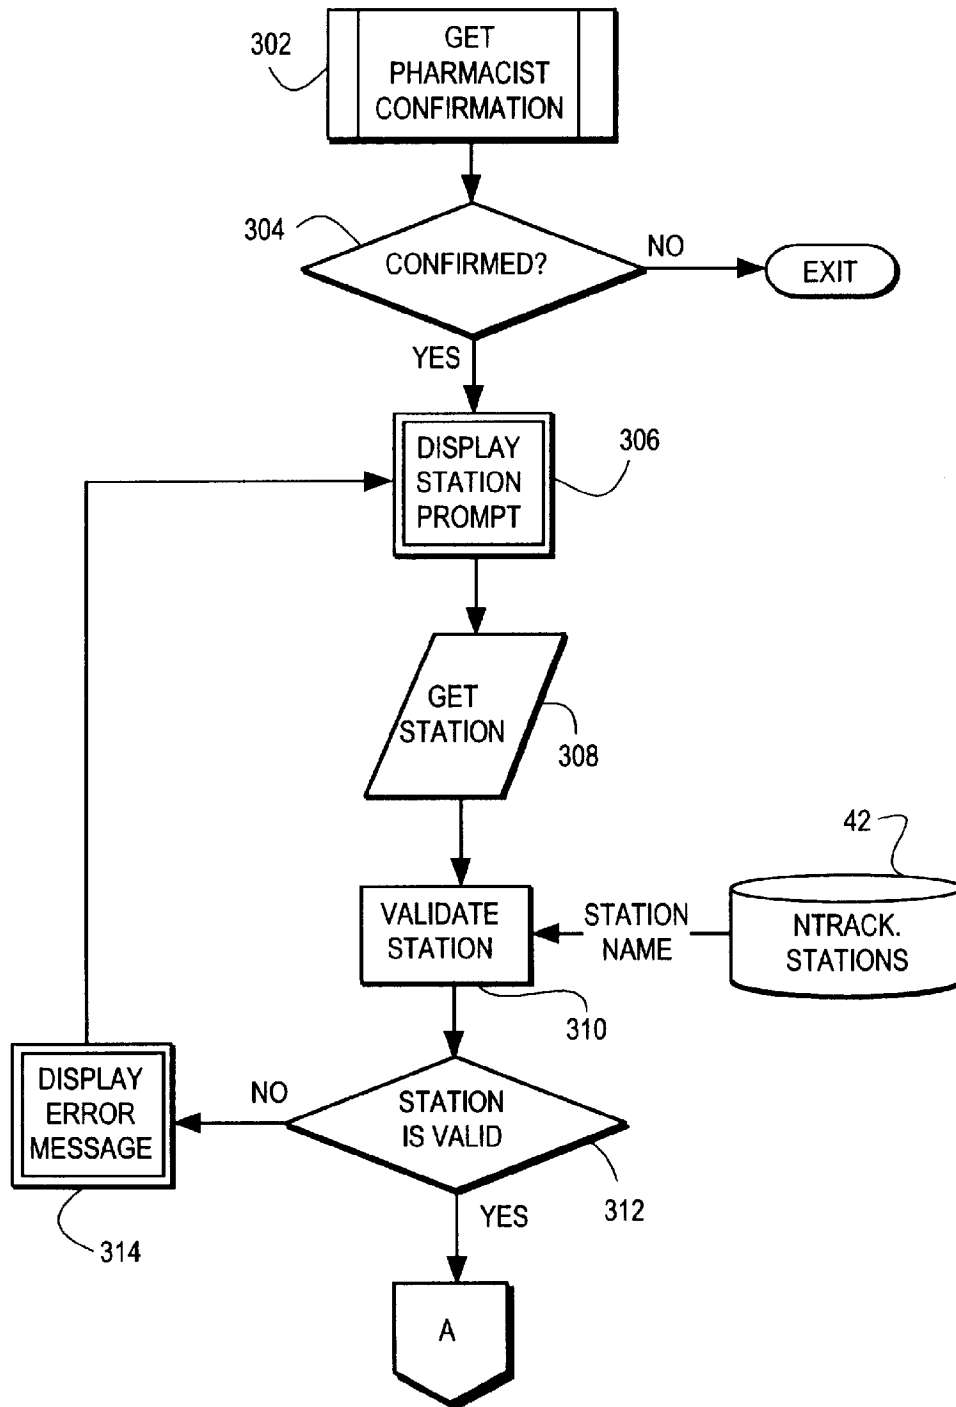 302
GET
PHARMACIST
CONFIRMATION
304
CONFIRMED?
NO
EXIT
YES
DISPLAY
STATION
PROMPT
306
GET
STATION
308
42
VALIDATE
STATION
STATION
NAME
NTRACK.
STATIONS
310
DISPLAY
ERROR
MESSAGE
NO
STATION
IS VALID
312
314
YES
A